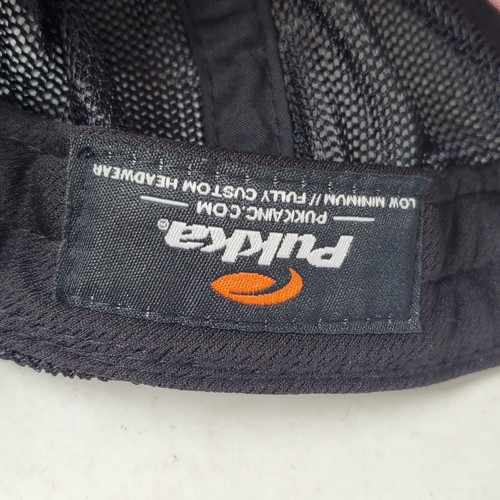 Pukka®
PUKKAINC.COM
LOW MINIMUM // FULLY CUSTOM HEADWEAR